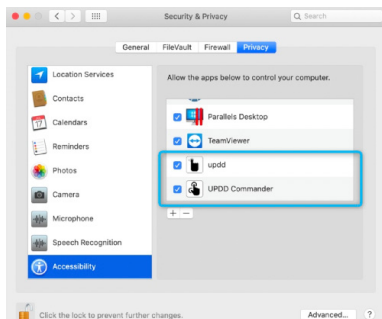 Security & Privacy
Search
General FileVault Firewall Privacy
Location Services
Contacts
Calendars
Reminders
Photos
Camera
Microphone
Speech Recognition
Accessibility
Allow the apps below to control your computer.
Parallels Desktop
TeamViewer
updd
UPDD Commander
+ −
Click the lock to prevent further changes.
Advanced... ?